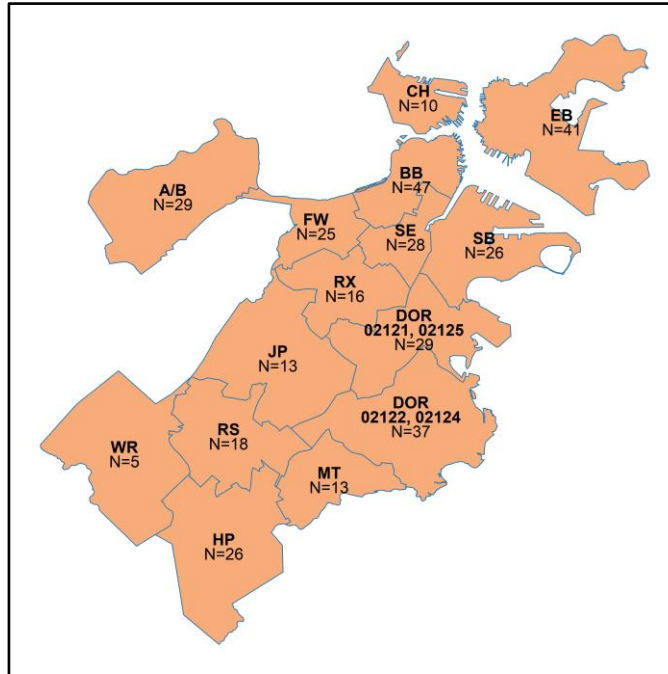 CH
N=10
EB
N=41
A/B
N=29
BB
N=47
FW
N=25
SE
N=28
SB
N=26
RX
N=16
DOR
02121, 02125
N=29
JP
N=13
DOR
02122, 02124
N=37
WR
N=5
RS
N=18
MT
N=13
HP
N=26